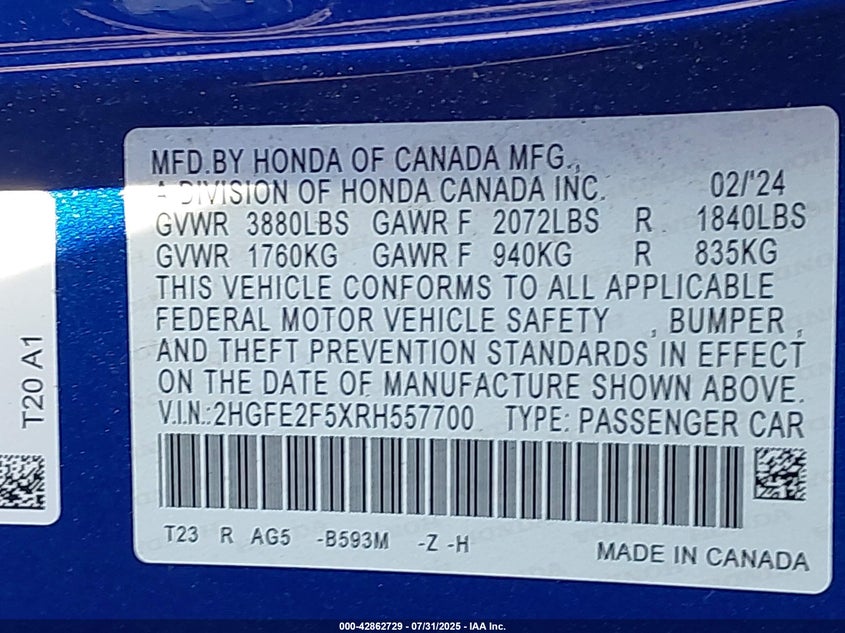 MFD.BY HONDA OF CANADA MFG.,
A DIVISION OF HONDA CANADA INC. 02/'24
GVWR 3880LBS GAWR F 2072LBS R 1840LBS
GVWR 1760KG GAWR F 940KG R 835KG
THIS VEHICLE CONFORMS TO ALL APPLICABLE
FEDERAL MOTOR VEHICLE SAFETY , BUMPER ,
AND THEFT PREVENTION STANDARDS IN EFFECT
ON THE DATE OF MANUFACTURE SHOWN ABOVE.
V.I.N.:2HGFE2F5XRH557700 TYPE: PASSENGER CAR
T23 R AG5 -B593M -Z -H
MADE IN CANADA
T20 A1
000-42862729 - 07/31/2025 - IAA Inc.